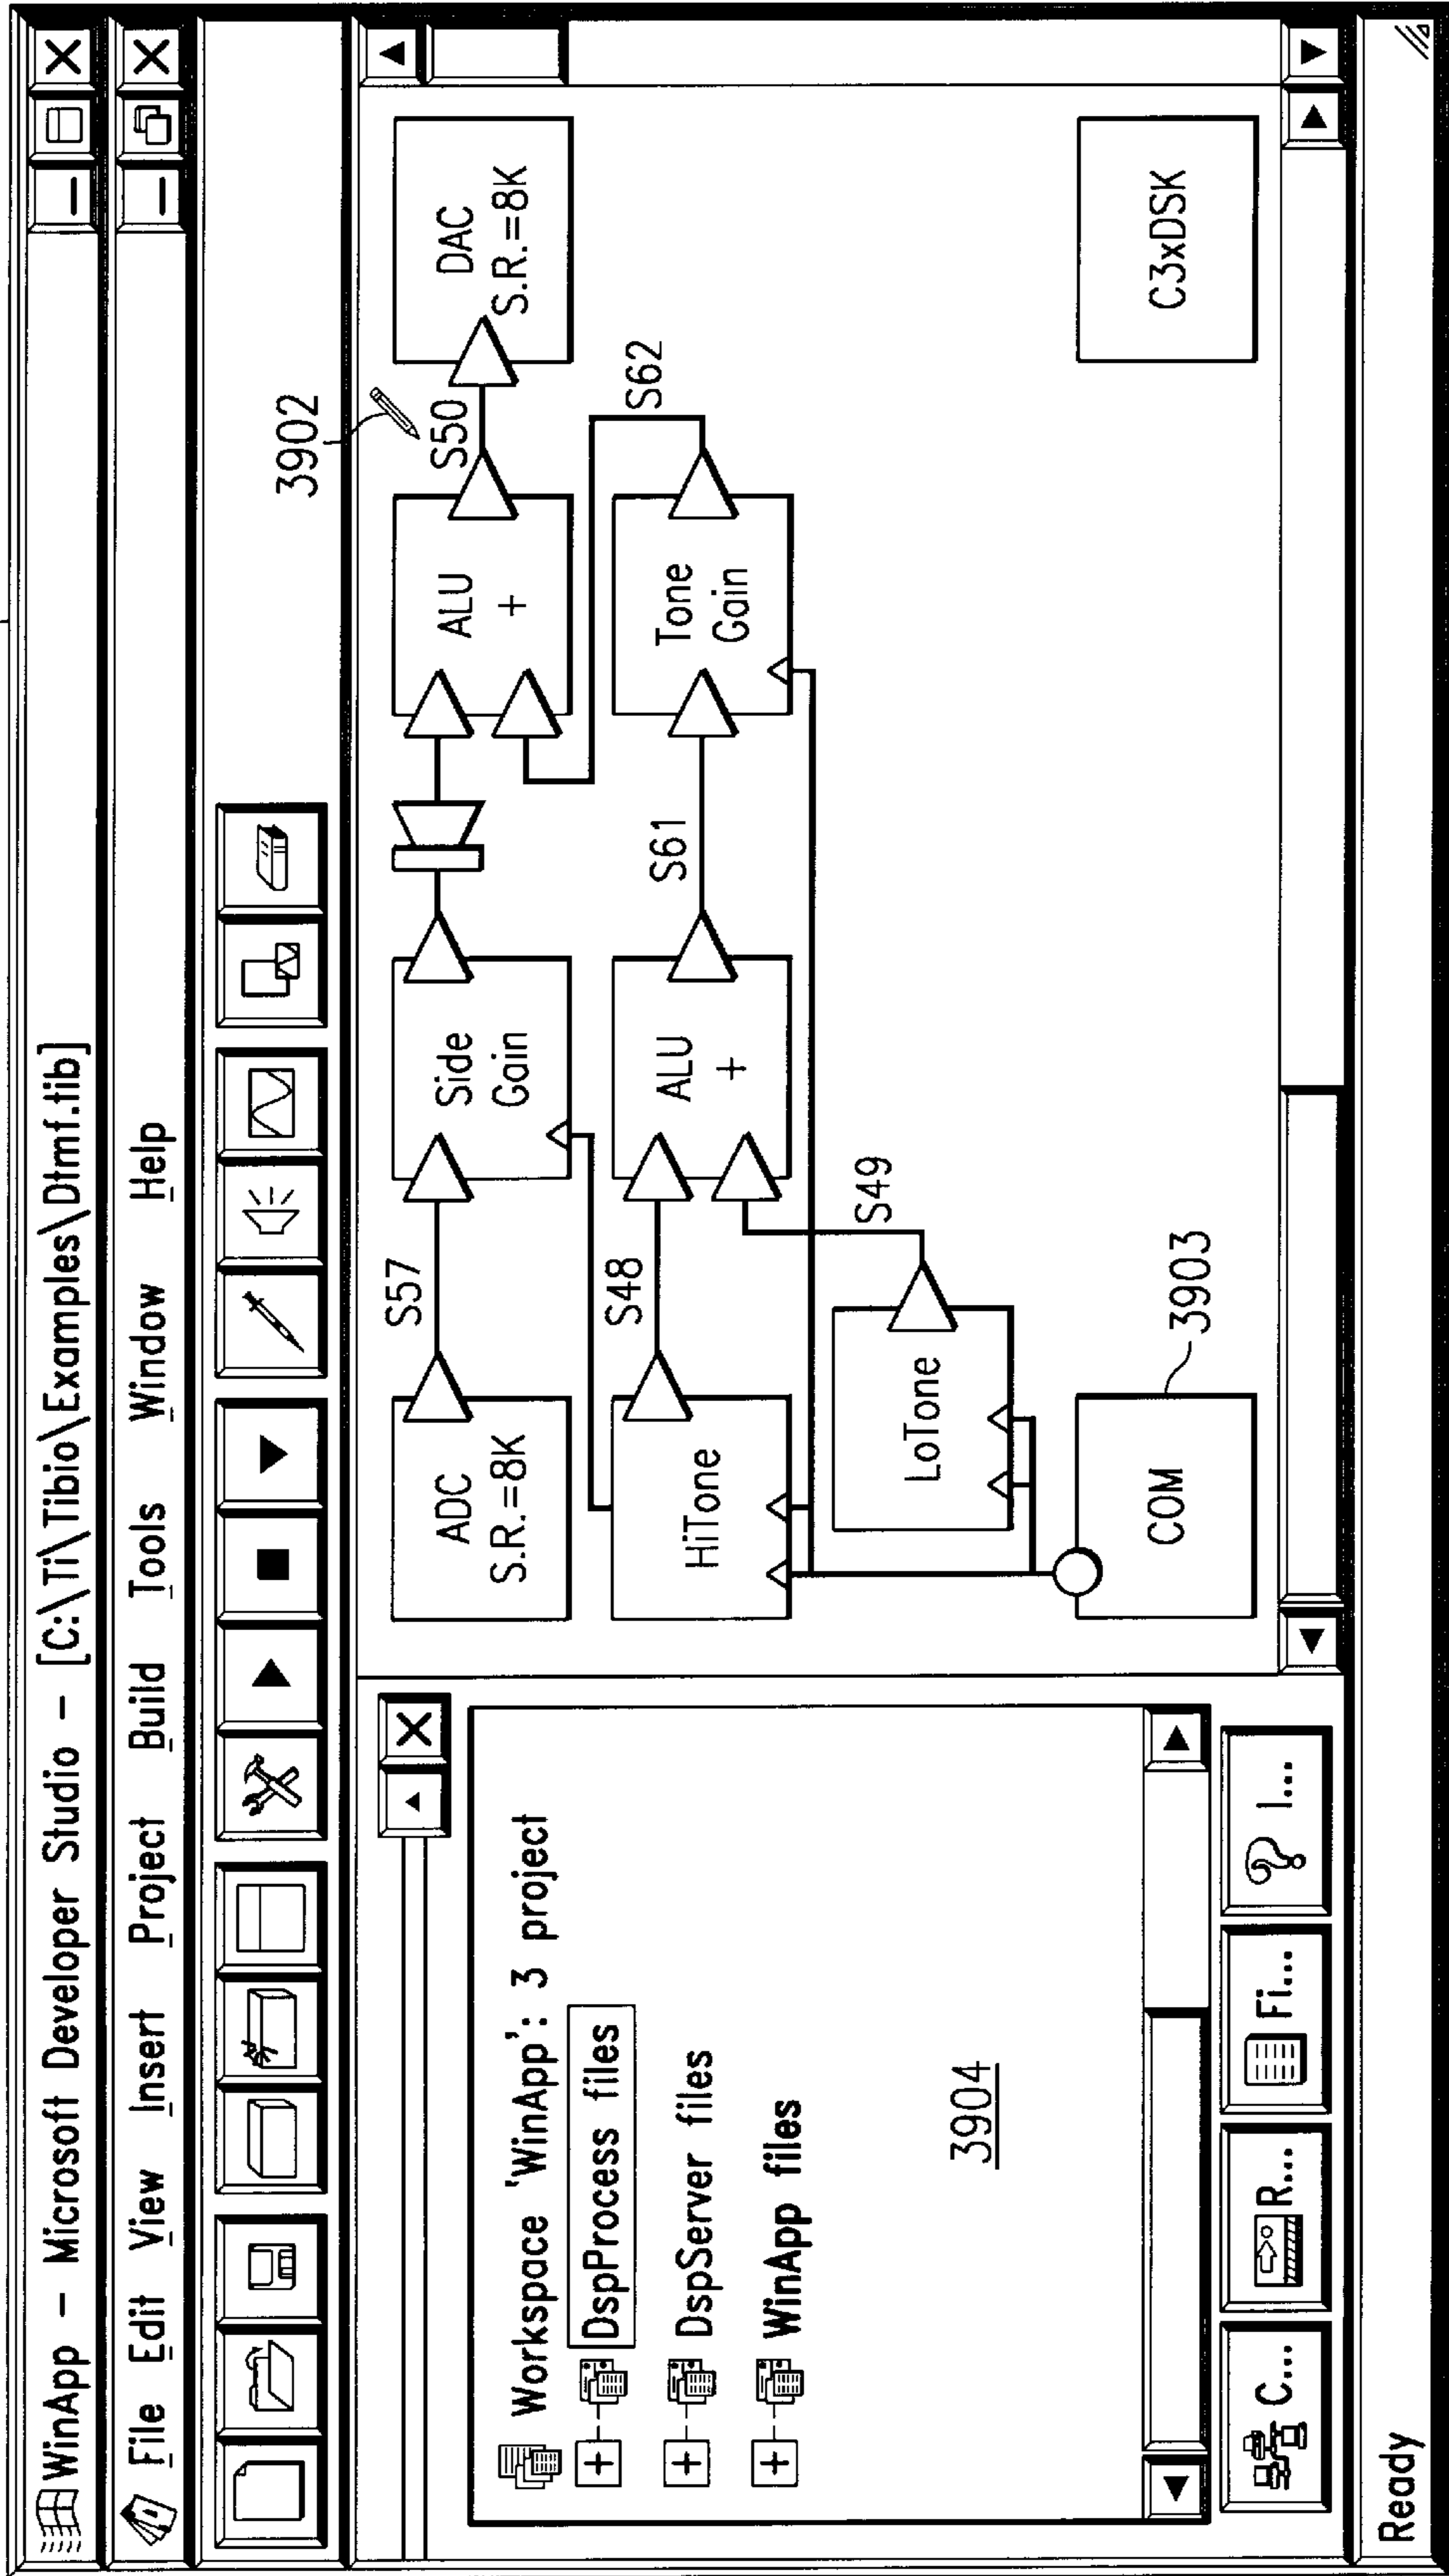 WinApp – Microsoft Developer Studio – [C:\Ti\Tibio\Examples\Dtmf.tib]
File Edit View Insert Project Build Tools Window Help
Workspace 'WinApp': 3 project
DspProcess files
DspServer files
WinApp files
3904
C... R... Fi... I...
3902
ADC
S.R.=8K
S57
Side
Gain
ALU
+
S50
DAC
S.R.=8K
HiTone
S48
ALU
+
S61
Tone
Gain
S62
LoTone
S49
COM
3903
C3xDSK
Ready